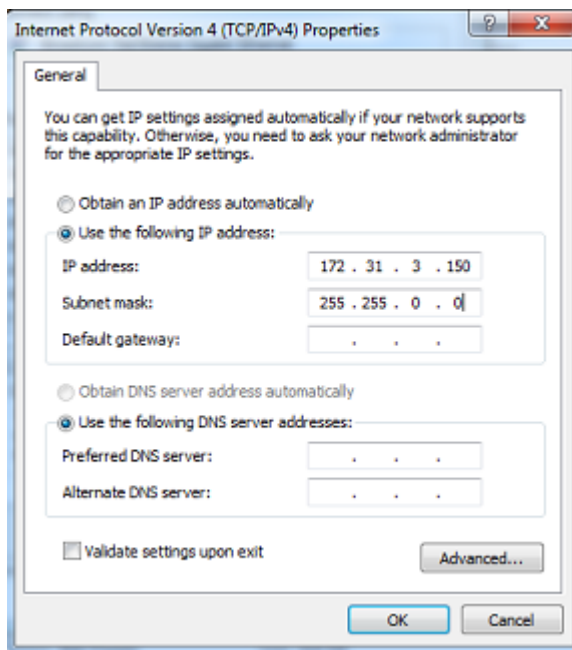 Internet Protocol Version 4 (TCP/IPv4) Properties
General
You can get IP settings assigned automatically if your network supports
this capability. Otherwise, you need to ask your network administrator
for the appropriate IP settings.
Obtain an IP address automatically
Use the following IP address:
IP address: 172 . 31 . 3 . 150
Subnet mask: 255 . 255 . 0 . 0
Default gateway: . . .
Obtain DNS server address automatically
Use the following DNS server addresses:
Preferred DNS server: . . .
Alternate DNS server: . . .
Validate settings upon exit
Advanced...
OK Cancel